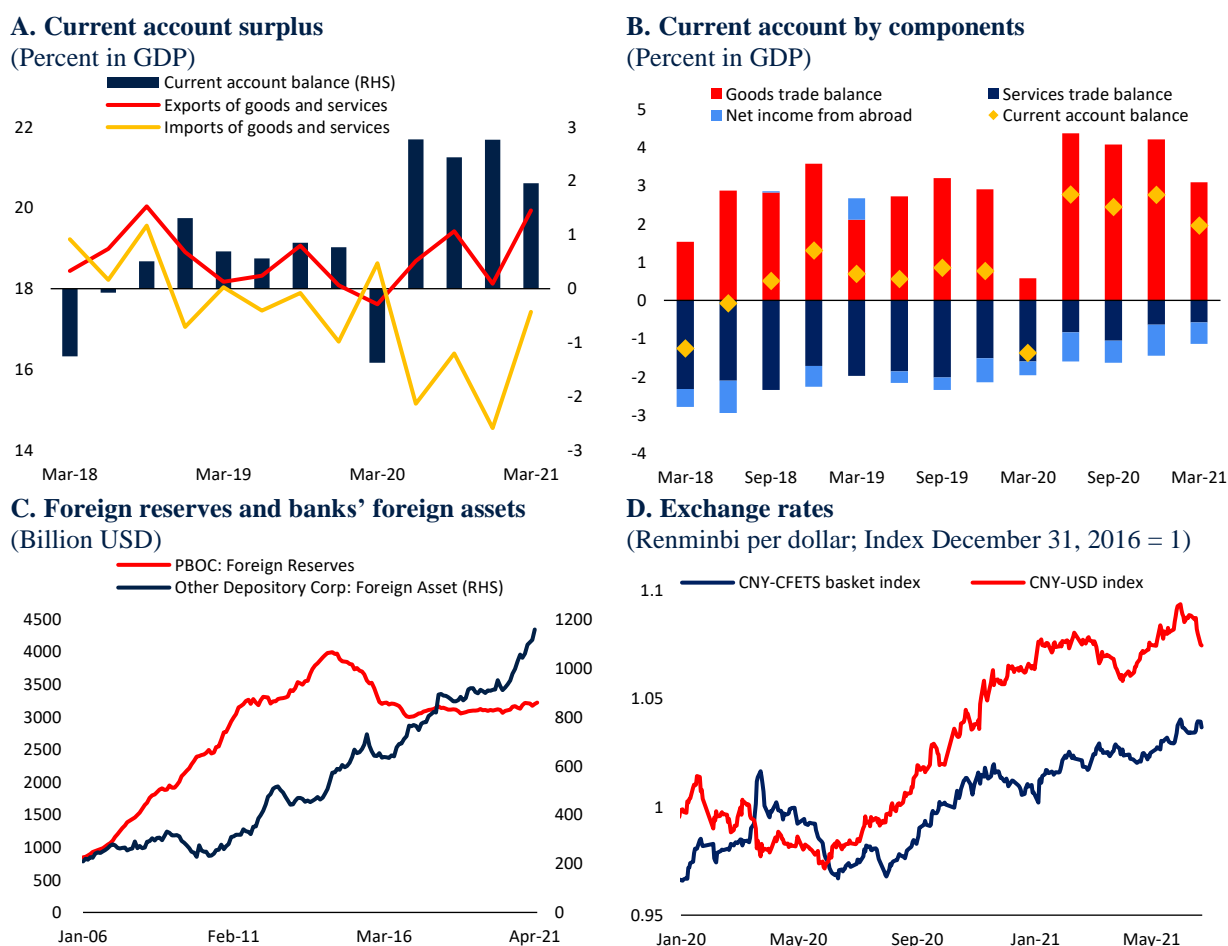 A. Current account surplus
(Percent in GDP)
Current account balance (RHS)
Exports of goods and services
Imports of goods and services
22
20
18
16
14
3
2
1
0
-1
-2
-3
Mar-18
Mar-19
Mar-20
Mar-21
B. Current account by components
(Percent in GDP)
Goods trade balance
Services trade balance
Net income from abroad
Current account balance
5
4
3
2
1
0
-1
-2
-3
-4
Mar-18
Sep-18
Mar-19
Sep-19
Mar-20
Sep-20
Mar-21
C. Foreign reserves and banks’ foreign assets
(Billion USD)
PBOC: Foreign Reserves
Other Depository Corp: Foreign Asset (RHS)
4500
4000
3500
3000
2500
2000
1500
1000
500
0
1200
1000
800
600
400
200
0
Jan-06
Feb-11
Mar-16
Apr-21
D. Exchange rates
(Renminbi per dollar; Index December 31, 2016 = 1)
CNY-CFETS basket index
CNY-USD index
1.1
1.05
1
0.95
Jan-20
May-20
Sep-20
Jan-21
May-21